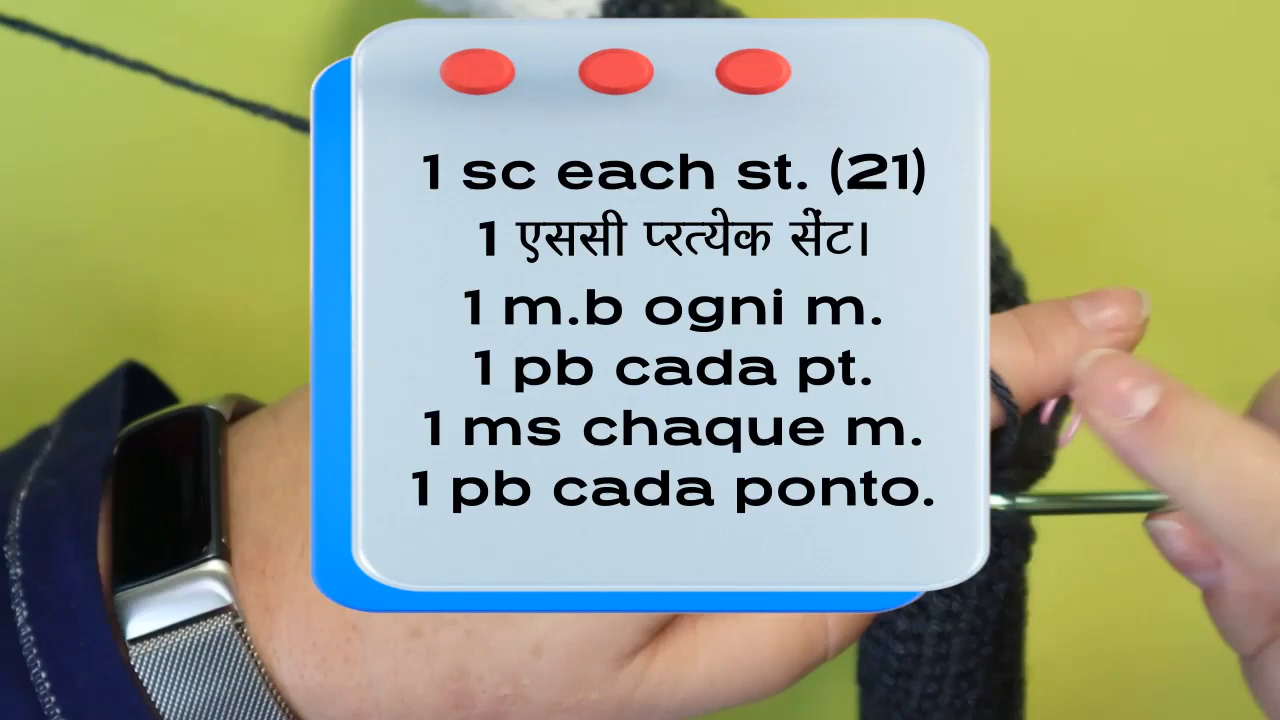 1 sc each st. (21)
1 एससी प्रत्येक सेंट।
1 m.b ogni m.
1 pb cada pt.
1 ms chaque m.
1 pb cada ponto.